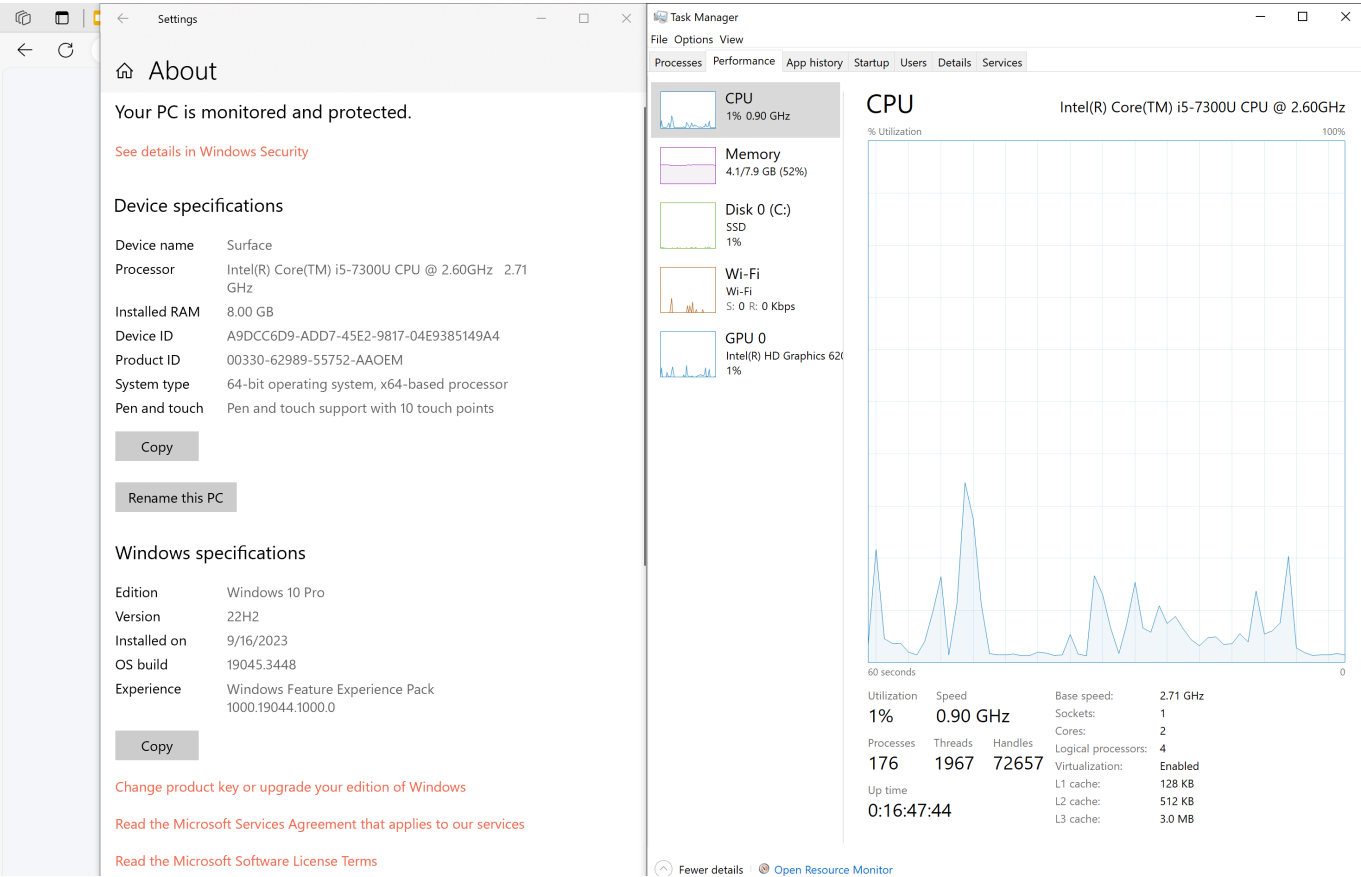 Settings
About
Your PC is monitored and protected.
See details in Windows Security
Device specifications
Device name Surface
Processor Intel(R) Core(TM) i5-7300U CPU @ 2.60GHz 2.71
GHz
Installed RAM 8.00 GB
Device ID A9DCC6D9-ADD7-45E2-9817-04E9385149A4
Product ID 00330-62989-55752-AAOEM
System type 64-bit operating system, x64-based processor
Pen and touch Pen and touch support with 10 touch points
Copy
Rename this PC
Windows specifications
Edition Windows 10 Pro
Version 22H2
Installed on 9/16/2023
OS build 19045.3448
Experience Windows Feature Experience Pack
1000.19044.1000.0
Copy
Change product key or upgrade your edition of Windows
Read the Microsoft Services Agreement that applies to our services
Read the Microsoft Software License Terms
Task Manager
File Options View
Processes Performance App history Startup Users Details Services
CPU
1% 0.90 GHz
Memory
4.1/7.9 GB (52%)
Disk 0 (C:)
SSD
1%
Wi-Fi
Wi-Fi
S: 0 R: 0 Kbps
GPU 0
Intel(R) HD Graphics 620
1%
CPU Intel(R) Core(TM) i5-7300U CPU @ 2.60GHz
% Utilization 100%
60 seconds 0
Utilization Speed
1% 0.90 GHz
Processes Threads Handles
176 1967 72657
Up time
0:16:47:44
Base speed: 2.71 GHz
Sockets: 1
Cores: 2
Logical processors: 4
Virtualization: Enabled
L1 cache: 128 KB
L2 cache: 512 KB
L3 cache: 3.0 MB
Fewer details Open Resource Monitor